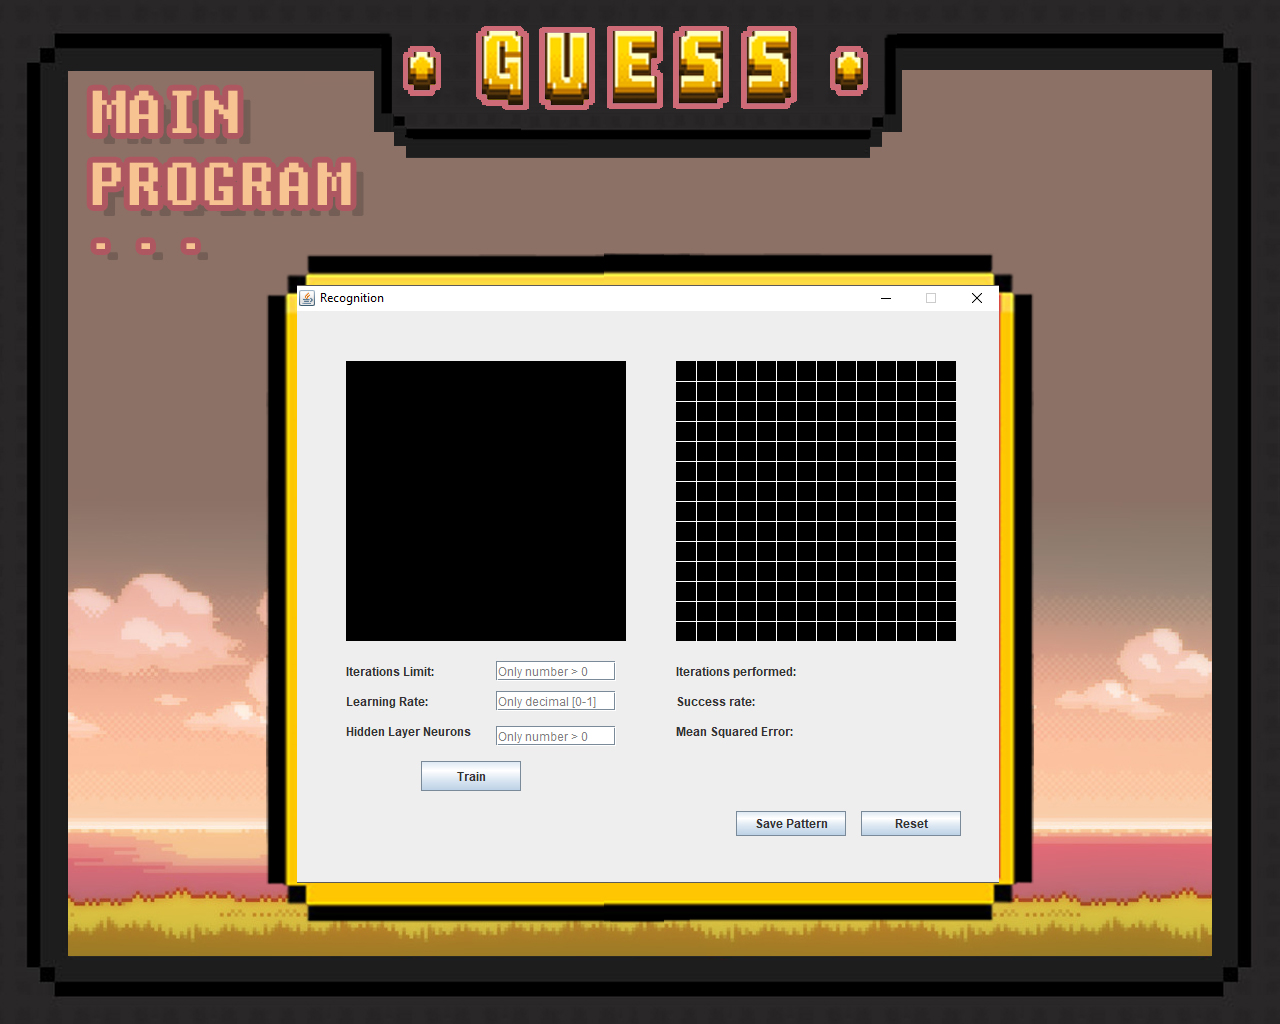 GUESS
MAIN
PROGRAM
. . .
Recognition
Iterations Limit: Only number > 0 Iterations performed:
Learning Rate: Only decimal [0-1] Success rate:
Hidden Layer Neurons Only number > 0 Mean Squared Error:
Train
Save Pattern Reset